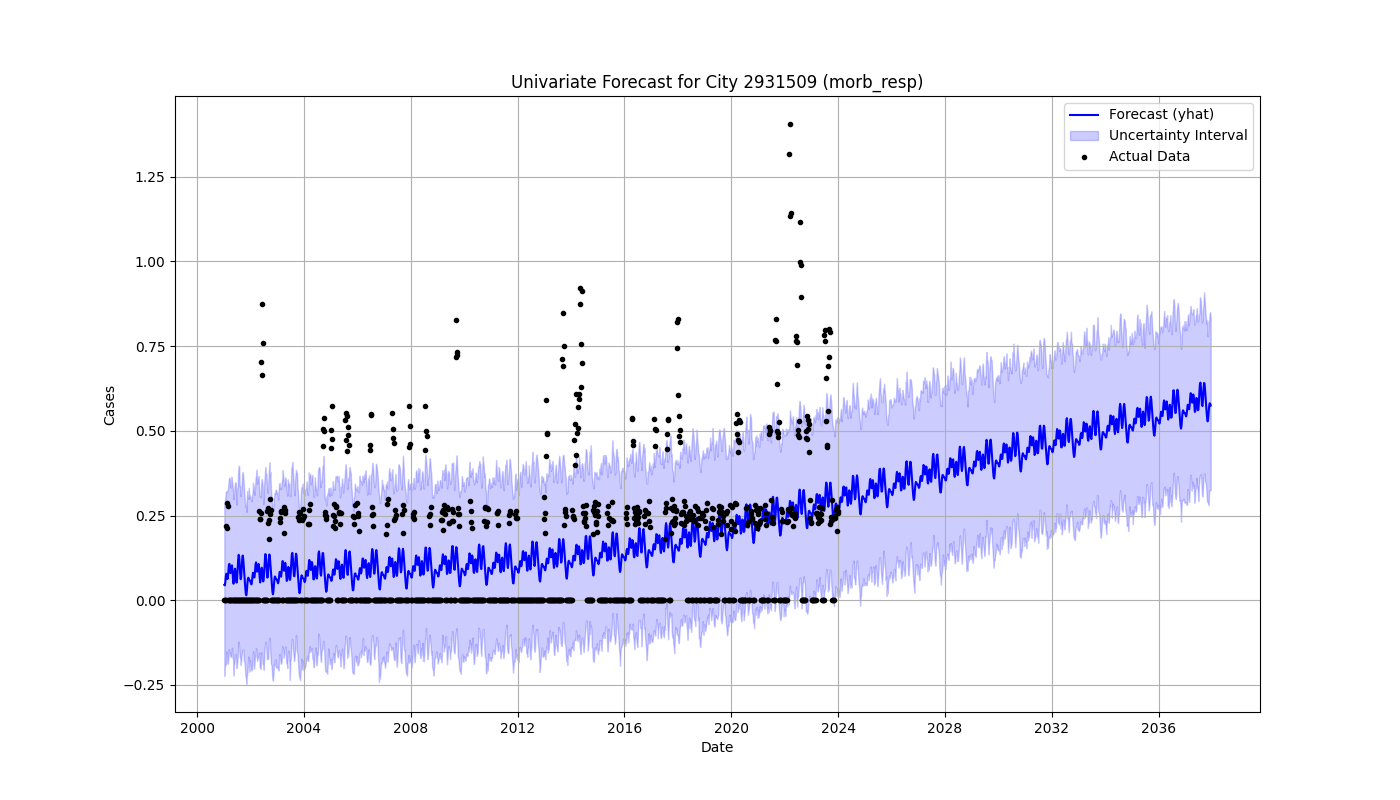 Univariate Forecast for City 2931509 (morb_resp)
Forecast (yhat)
Uncertainty Interval
Actual Data
Cases
1.25
1.00
0.75
0.50
0.25
0.00
−0.25
2000 2004 2008 2012 2016 2020 2024 2028 2032 2036
Date